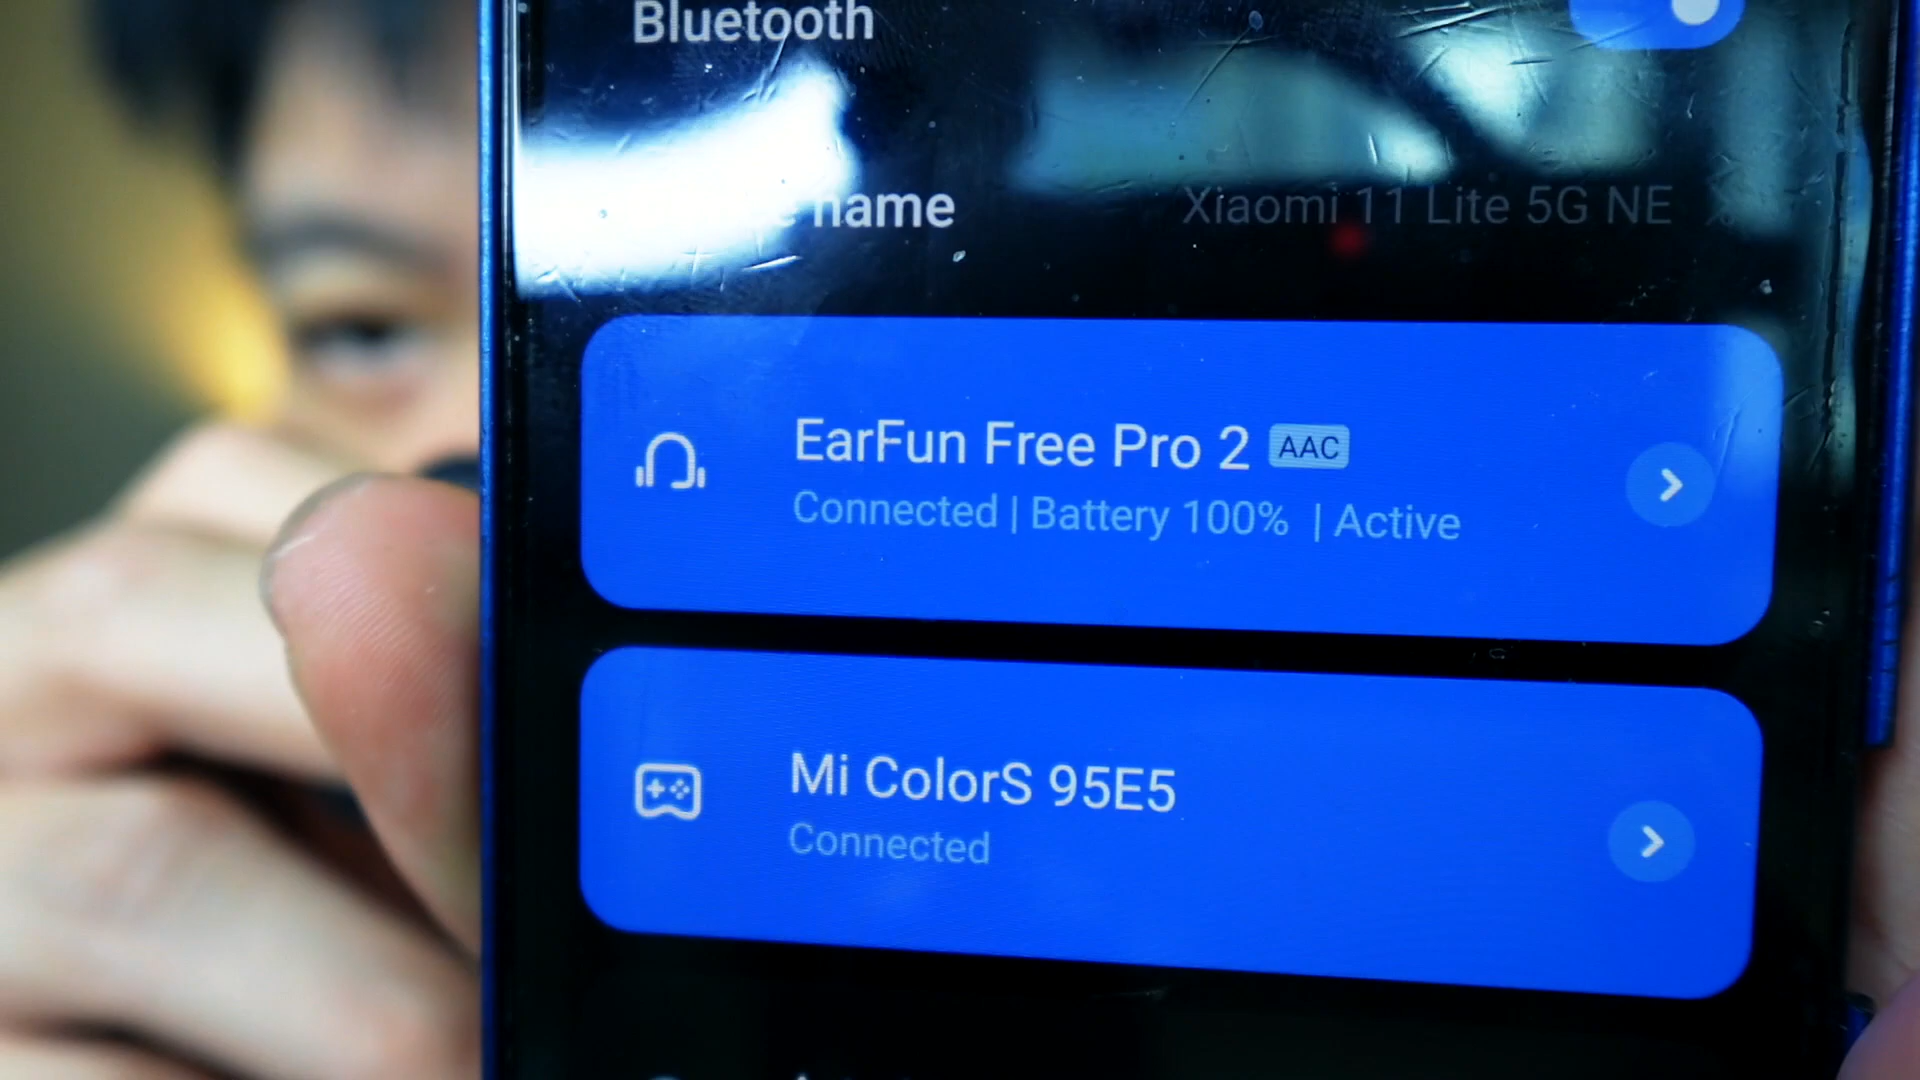 Bluetooth
name
Xiaomi 11 Lite 5G NE
EarFun Free Pro 2 AAC
Connected | Battery 100% | Active
Mi ColorS 95E5
Connected